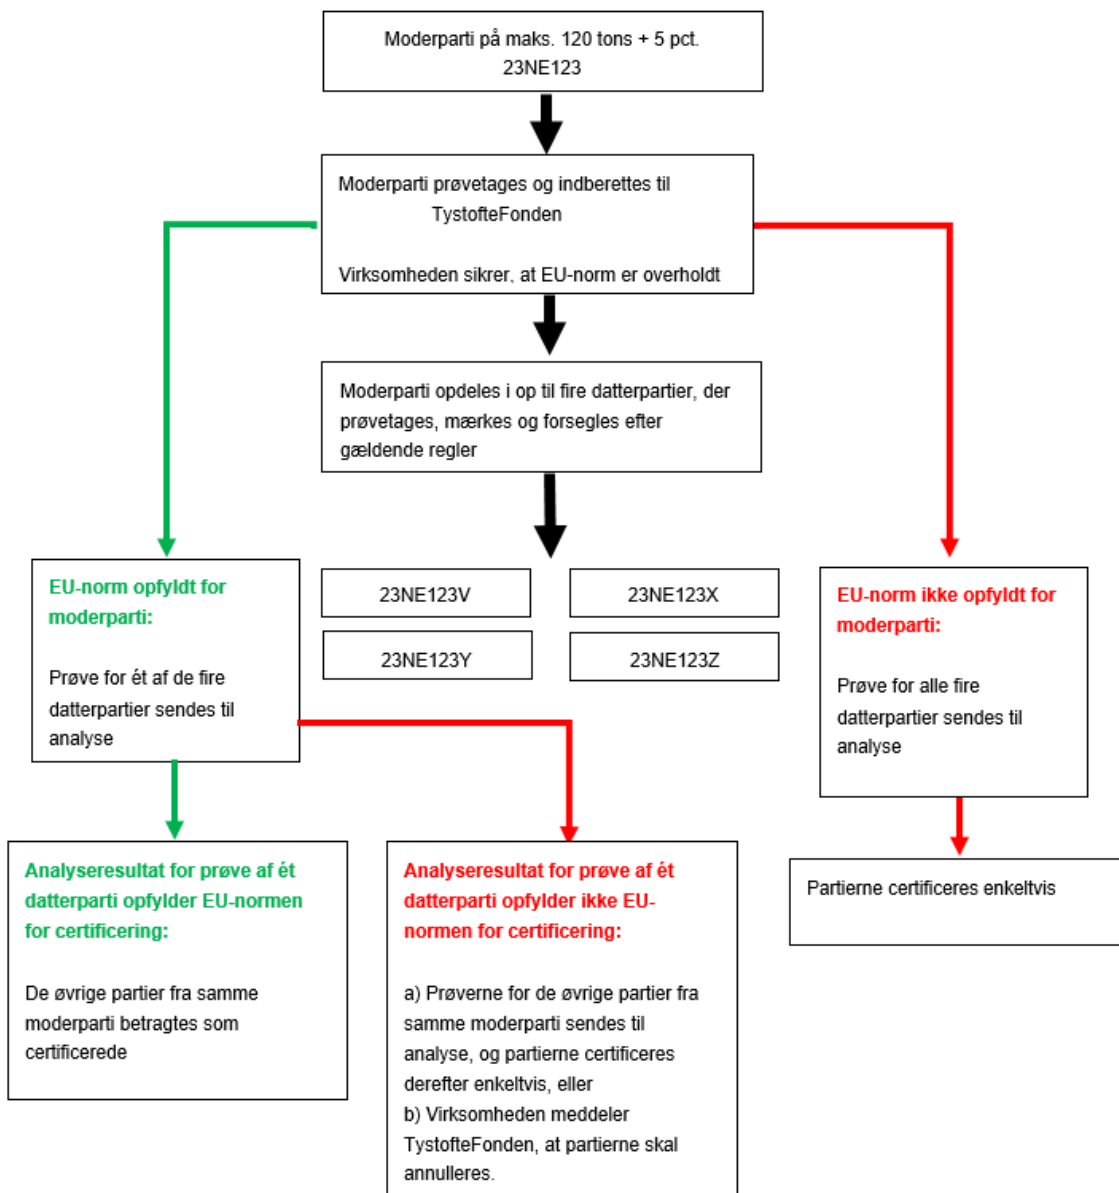 Moderparti på maks. 120 tons + 5 pct.
23NE123
Moderparti prøvetages og indberettes til
TystofteFonden
Virksomheden sikrer, at EU-norm er overholdt
Moderparti opdeles i op til fire datterpartier, der
prøvetages, mærkes og forsegles efter
gældende regler
EU-norm opfyldt for
moderparti:
Prøve for ét af de fire
datterpartier sendes til
analyse
23NE123V
23NE123X
23NE123Y
23NE123Z
EU-norm ikke opfyldt for
moderparti:
Prøve for alle fire
datterpartier sendes til
analyse
Analyseresultat for prøve af ét
datterparti opfylder EU-normen
for certificering:
De øvrige partier fra samme
moderparti betragtes som
certificerede
Analyseresultat for prøve af ét
datterparti opfylder ikke EU-
normen for certificering:
a) Prøverne for de øvrige partier fra
samme moderparti sendes til
analyse, og partierne certificeres
derefter enkeltvis, eller
b) Virksomheden meddeler
TystofteFonden, at partierne skal
annulleres.
Partierne certificeres enkeltvis